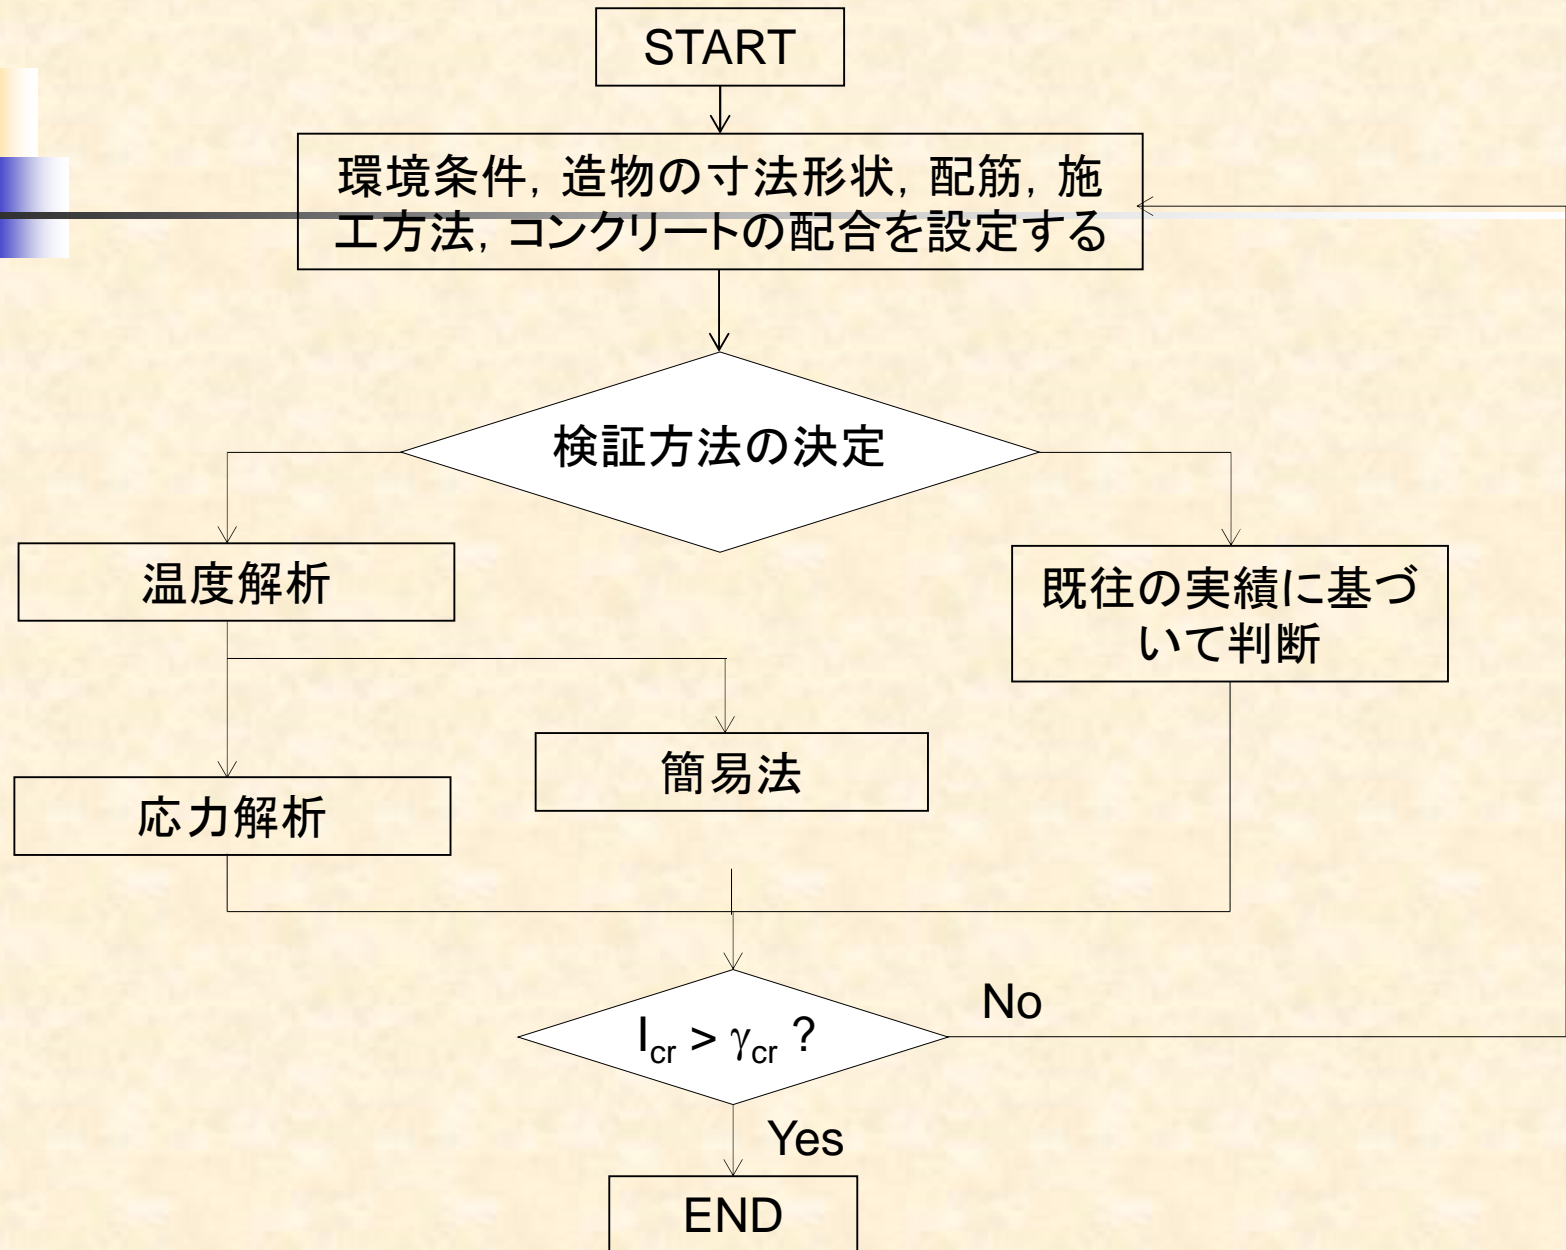 START
環境条件, 造物の寸法形状, 配筋, 施
工方法, コンクリートの配合を設定する
検証方法の決定
温度解析
既往の実績に基づ
いて判断
簡易法
応力解析
No
Icr > γcr ?
Yes
END